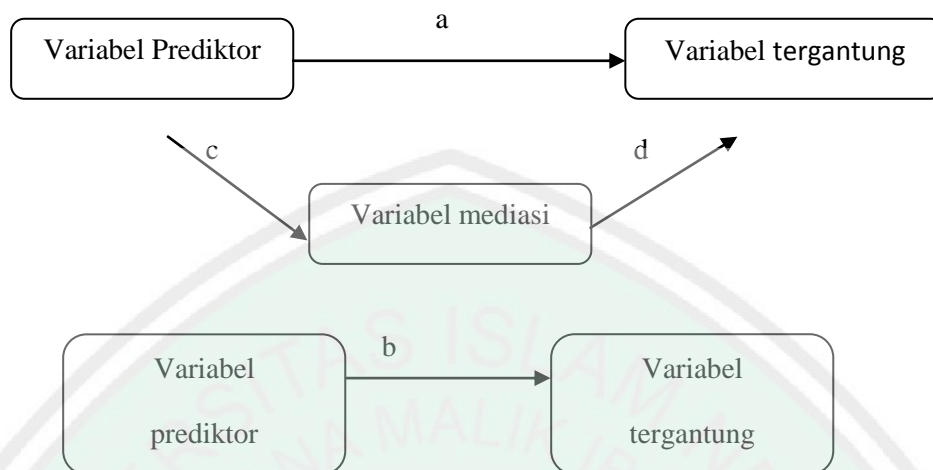 a
Variabel Prediktor
Variabel tergantung
c
d
Variabel mediasi
b
Variabel
prediktor
Variabel
tergantung